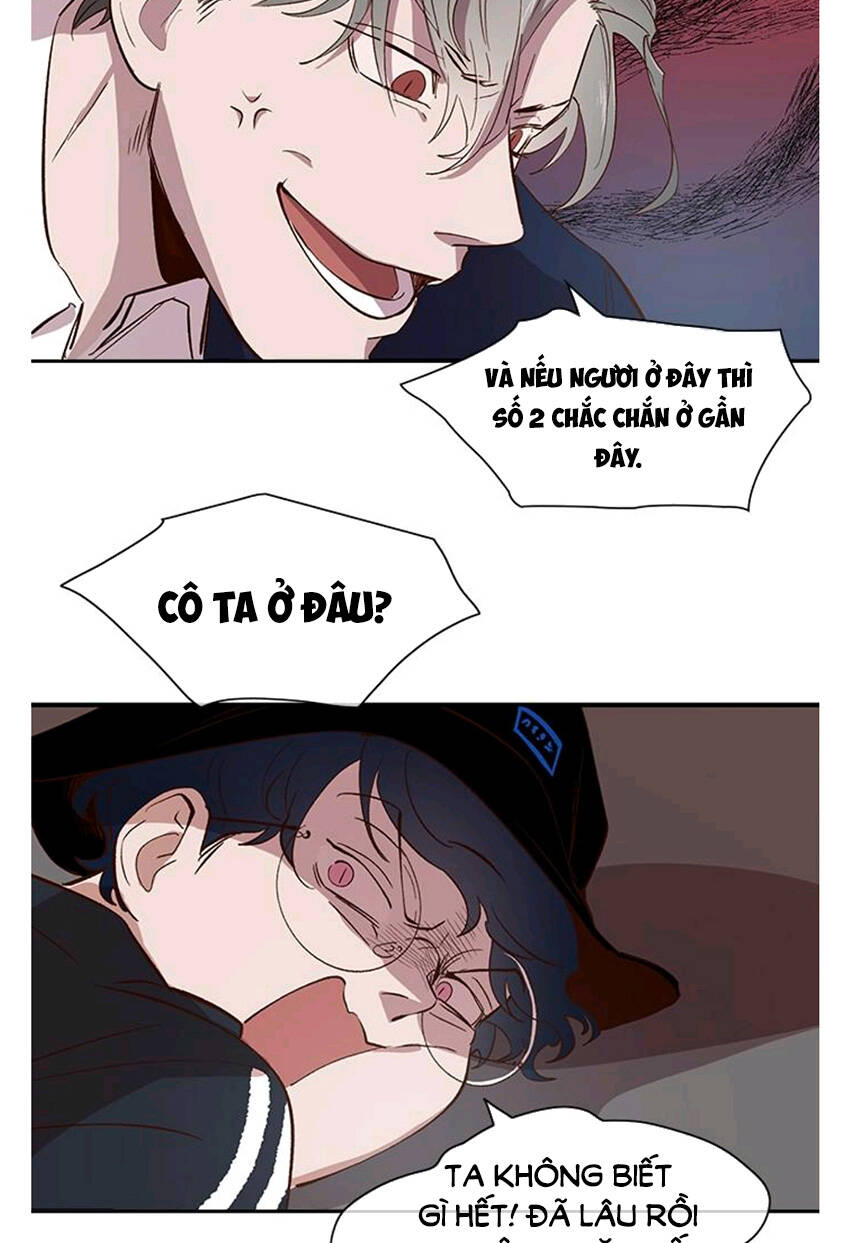 VÀ NẾU NGƯƠI Ở ĐÂY THÌ
SỐ 2 CHẮC CHẮN Ở GẦN
ĐÂY.
CÔ TA Ở ĐÂU?
TA KHÔNG BIẾT
GÌ HẾT! ĐÃ LÂU RỒI